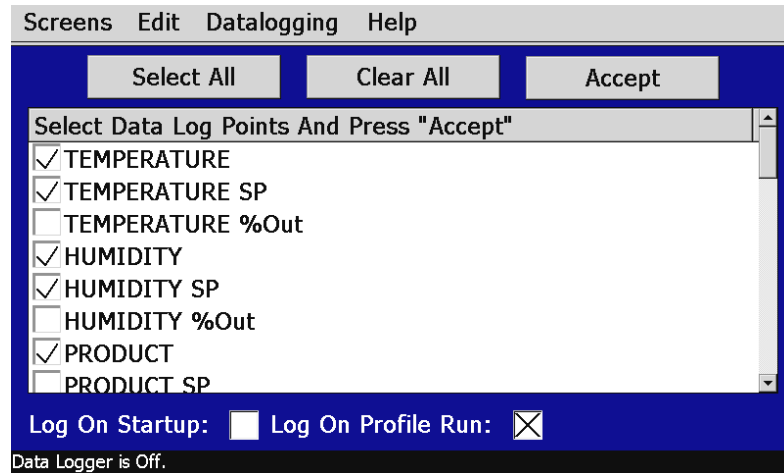 Screens Edit Datalogging Help
Select All Clear All Accept
Select Data Log Points And Press "Accept"
TEMPERATURE
TEMPERATURE SP
TEMPERATURE %Out
HUMIDITY
HUMIDITY SP
HUMIDITY %Out
PRODUCT
PRODUCT SP
Log On Startup: Log On Profile Run:
Data Logger is Off.